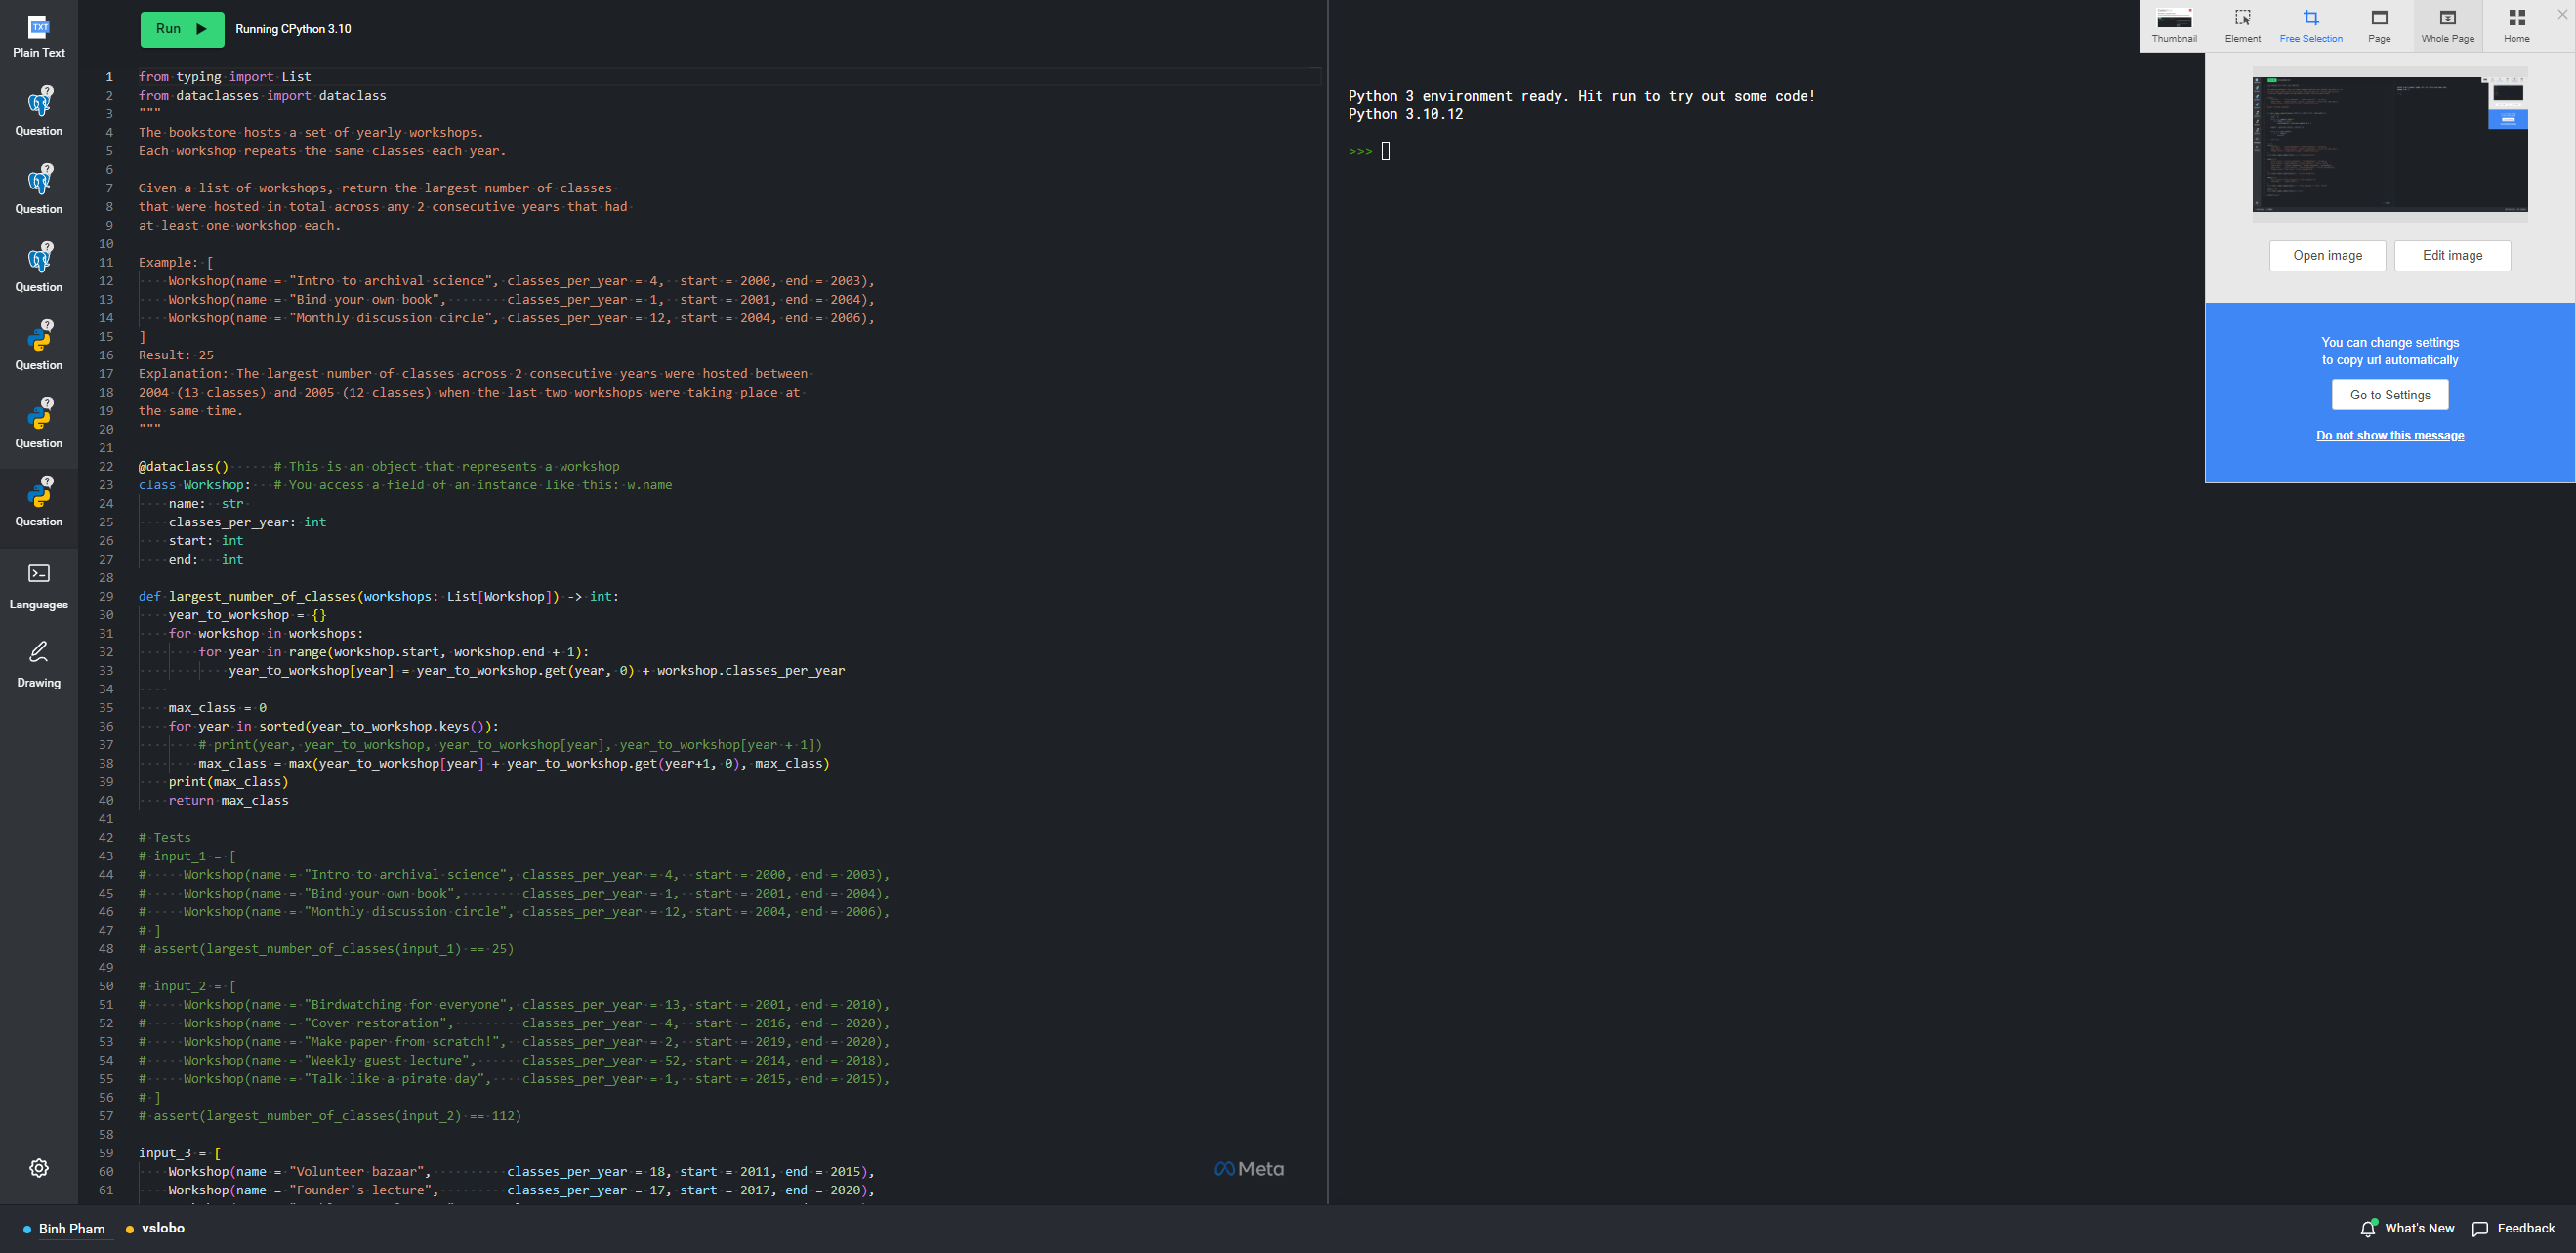 TXT
Plain Text
Question
Question
Question
Question
Question
Question
Languages
Drawing
Run
Running CPython 3.10
1 from typing import List
2 from dataclasses import dataclass
3 """
4 The bookstore hosts a set of yearly workshops.
5 Each workshop repeats the same classes each year.
6
7 Given a list of workshops, return the largest number of classes
8 that were hosted in total across any 2 consecutive years that had
9 at least one workshop each.
10
11 Example: [
12     Workshop(name = "Intro to archival science", classes_per_year = 4,  start = 2000, end = 2003),
13     Workshop(name = "Bind your own book",        classes_per_year = 1,  start = 2001, end = 2004),
14     Workshop(name = "Monthly discussion circle", classes_per_year = 12, start = 2004, end = 2006),
15 ]
16 Result: 25
17 Explanation: The largest number of classes across 2 consecutive years were hosted between
18 2004 (13 classes) and 2005 (12 classes) when the last two workshops were taking place at
19 the same time.
20 """
21
22 @dataclass()      # This is an object that represents a workshop
23 class Workshop:   # You access a field of an instance like this: w.name
24     name:  str
25     classes_per_year: int
26     start: int
27     end:   int
28
29 def largest_number_of_classes(workshops: List[Workshop]) -> int:
30     year_to_workshop = {}
31     for workshop in workshops:
32         for year in range(workshop.start, workshop.end + 1):
33             year_to_workshop[year] = year_to_workshop.get(year, 0) + workshop.classes_per_year
34
35     max_class = 0
36     for year in sorted(year_to_workshop.keys()):
37         # print(year, year_to_workshop, year_to_workshop[year], year_to_workshop[year + 1])
38         max_class = max(year_to_workshop[year] + year_to_workshop.get(year+1, 0), max_class)
39     print(max_class)
40     return max_class
41
42 # Tests
43 # input_1 = [
44 #     Workshop(name = "Intro to archival science", classes_per_year = 4,  start = 2000, end = 2003),
45 #     Workshop(name = "Bind your own book",        classes_per_year = 1,  start = 2001, end = 2004),
46 #     Workshop(name = "Monthly discussion circle", classes_per_year = 12, start = 2004, end = 2006),
47 # ]
48 # assert(largest_number_of_classes(input_1) == 25)
49
50 # input_2 = [
51 #     Workshop(name = "Birdwatching for everyone", classes_per_year = 13, start = 2001, end = 2010),
52 #     Workshop(name = "Cover restoration",         classes_per_year = 4,  start = 2016, end = 2020),
53 #     Workshop(name = "Make paper from scratch!",  classes_per_year = 2,  start = 2019, end = 2020),
54 #     Workshop(name = "Weekly guest lecture",      classes_per_year = 52, start = 2014, end = 2018),
55 #     Workshop(name = "Talk like a pirate day",    classes_per_year = 1,  start = 2015, end = 2015),
56 # ]
57 # assert(largest_number_of_classes(input_2) == 112)
58
59 input_3 = [
60     Workshop(name = "Volunteer bazaar",          classes_per_year = 18, start = 2011, end = 2015),
61     Workshop(name = "Founder's lecture",         classes_per_year = 17, start = 2017, end = 2020),
Meta
Python 3 environment ready. Hit run to try out some code!
Python 3.10.12
>>>
Thumbnail
Element
Free Selection
Page
Whole Page
Home
Open image
Edit image
You can change settings
to copy url automatically
Go to Settings
Do not show this message
Binh Pham
vslobo
What's New
Feedback